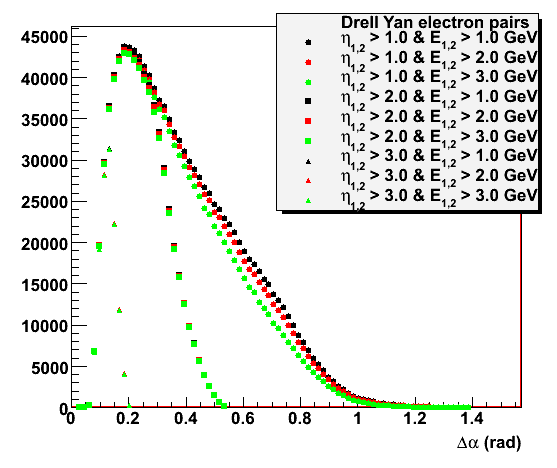 Drell Yan electron pairs
η1,2 > 1.0 & E1,2 > 1.0 GeV
η1,2 > 1.0 & E1,2 > 2.0 GeV
η1,2 > 1.0 & E1,2 > 3.0 GeV
η1,2 > 2.0 & E1,2 > 1.0 GeV
η1,2 > 2.0 & E1,2 > 2.0 GeV
η1,2 > 2.0 & E1,2 > 3.0 GeV
η1,2 > 3.0 & E1,2 > 1.0 GeV
η1,2 > 3.0 & E1,2 > 2.0 GeV
η1,2 > 3.0 & E1,2 > 3.0 GeV
45000
40000
35000
30000
25000
20000
15000
10000
5000
0
0 0.2 0.4 0.6 0.8 1 1.2 1.4
Δα (rad)